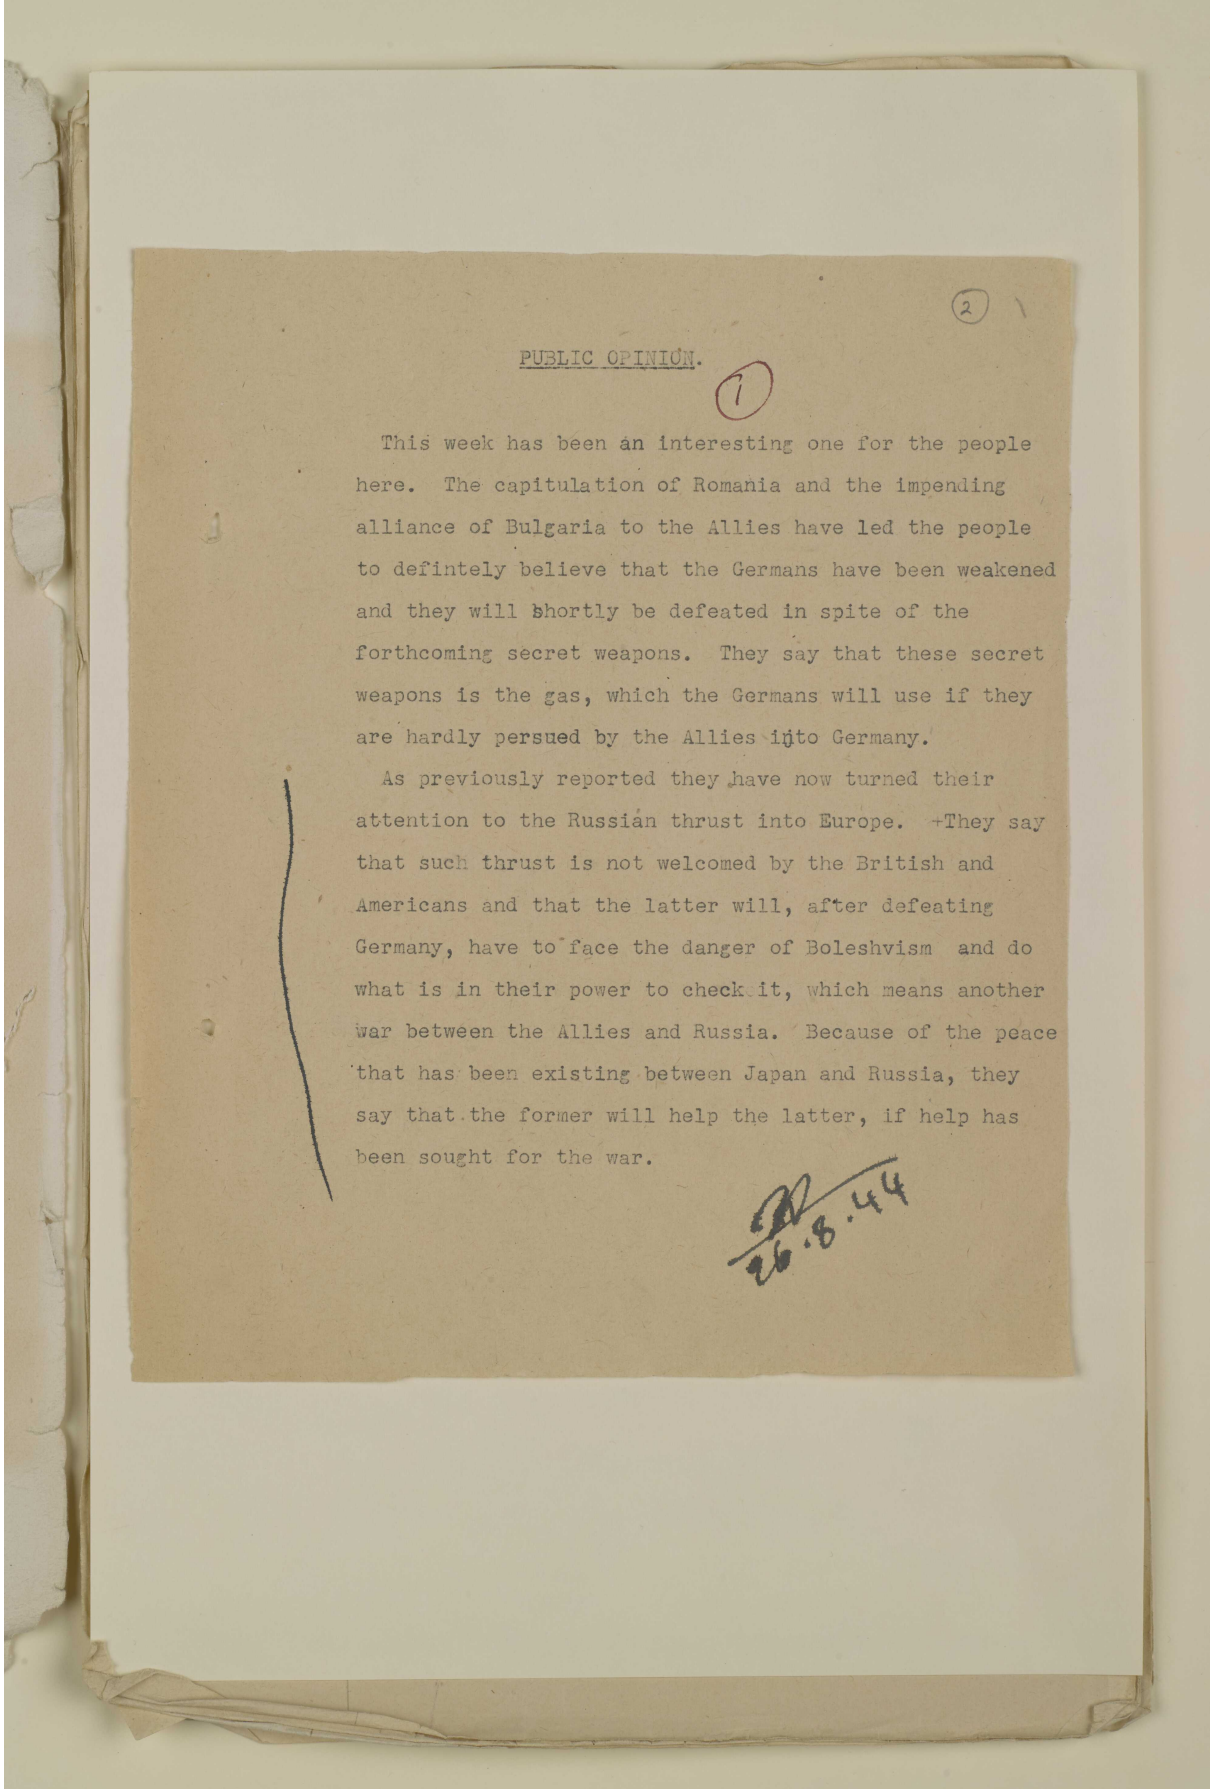 2
PUBLIC OPINION.
1
This week has been an interesting one for the people
here. The capitulation of Romania and the impending
alliance of Bulgaria to the Allies have led the people
to defintely believe that the Germans have been weakened
and they will shortly be defeated in spite of the
forthcoming secret weapons. They say that these secret
weapons is the gas, which the Germans will use if they
are hardly persued by the Allies into Germany.
As previously reported they have now turned their
attention to the Russian thrust into Europe. +They say
that such thrust is not welcomed by the British and
Americans and that the latter will, after defeating
Germany, have to face the danger of Boleshvism and do
what is in their power to check it, which means another
war between the Allies and Russia. Because of the peace
that has been existing between Japan and Russia, they
say that the former will help the latter, if help has
been sought for the war.
26.8.44